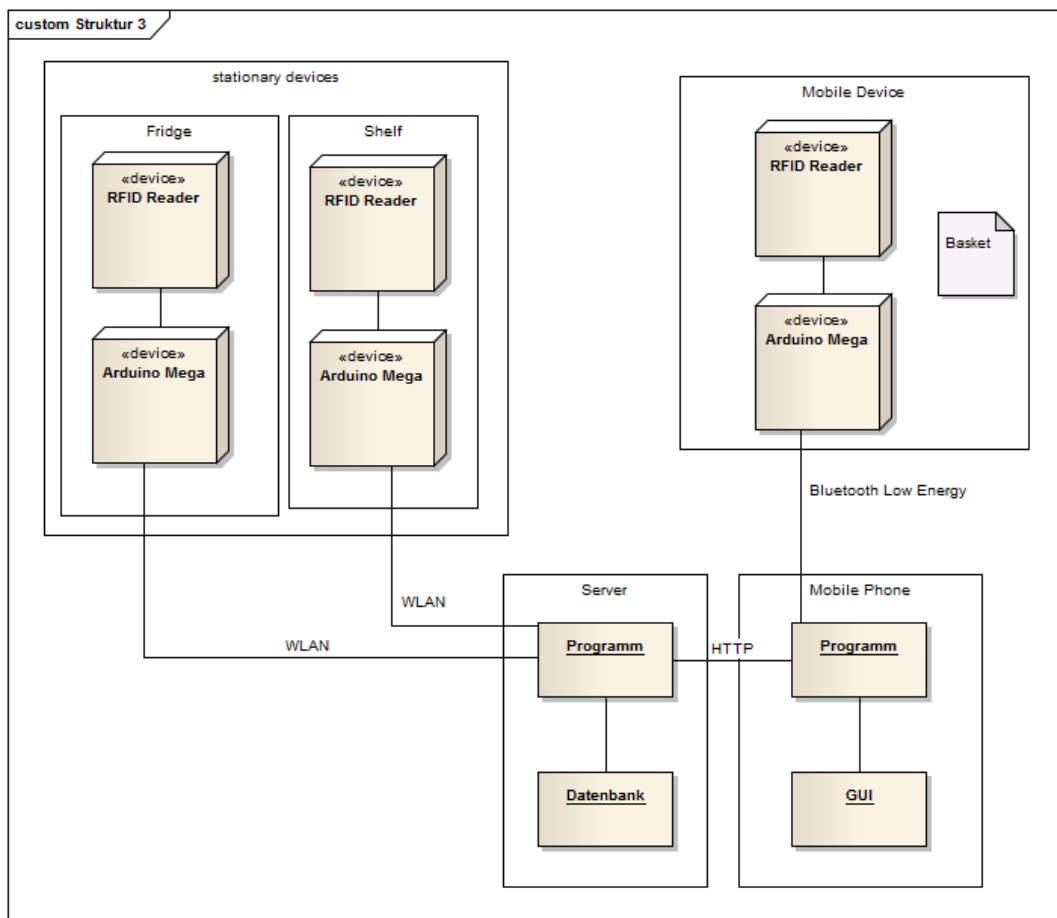 custom Struktur 3
stationary devices
Fridge
«device»
RFID Reader
«device»
Arduino Mega
Shelf
«device»
RFID Reader
«device»
Arduino Mega
Mobile Device
«device»
RFID Reader
Basket
«device»
Arduino Mega
Bluetooth Low Energy
WLAN
WLAN
Server
Programm
Datenbank
HTTP
Mobile Phone
Programm
GUI